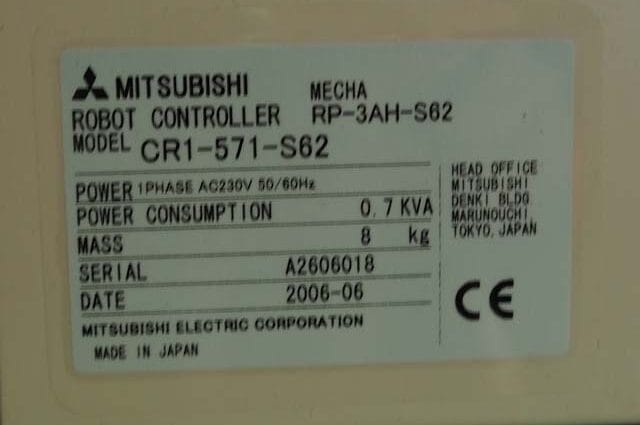 MITSUBISHI MECHA
ROBOT CONTROLLER RP-3AH-S62
MODEL CR1-571-S62
POWER 1PHASE AC230V 50/60Hz
POWER CONSUMPTION 0.7 KVA
MASS 8 kg
SERIAL A2606018
DATE 2006-06
MITSUBISHI ELECTRIC CORPORATION
MADE IN JAPAN
HEAD OFFICE
MITSUBISHI
DENKI BLDG.
MARUNOUCHI,
TOKYO, JAPAN
CE